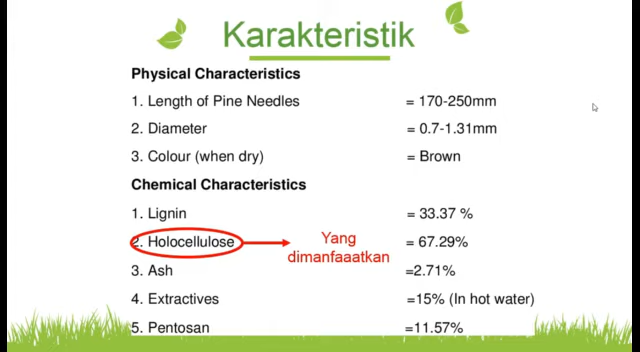 Karakteristik
Physical Characteristics
1. Length of Pine Needles = 170-250mm
2. Diameter = 0.7-1.31mm
3. Colour (when dry) = Brown
Chemical Characteristics
1. Lignin = 33.37 %
2. Holocellulose Yang dimanfaaatkan = 67.29%
3. Ash =2.71%
4. Extractives =15% (In hot water)
5. Pentosan =11.57%